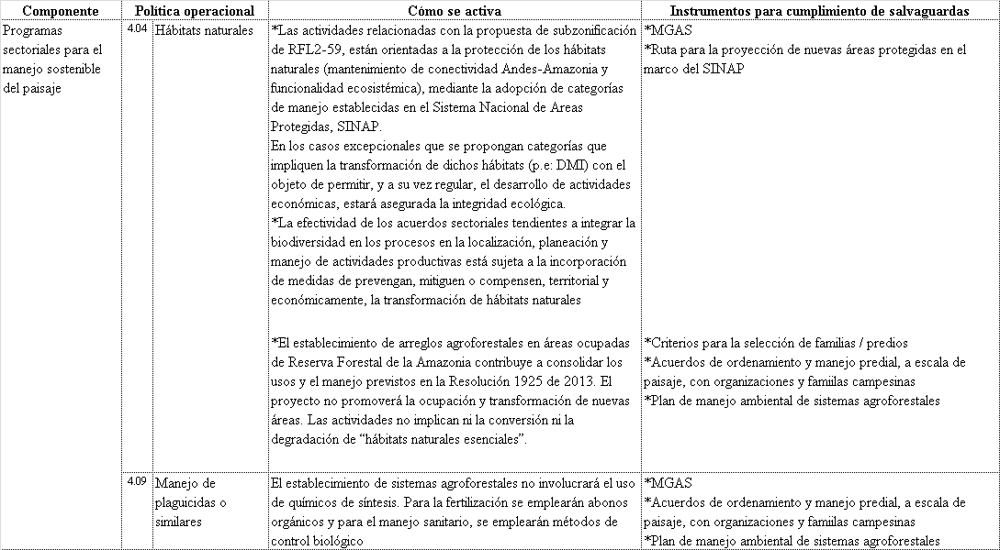 Componente Política operacional Cómo se activa Instrumentos para cumplimiento de salvaguardas
Programas
sectoriales para el
manejo sostenible
del paisaje
4.04 Hábitats naturales
*Las actividades relacionadas con la propuesta de subzonificación
de RFL2-59, están orientadas a la protección de los hábitats
naturales (mantenimiento de conectividad Andes-Amazonia y
funcionalidad ecosistémica), mediante la adopción de categorías
de manejo establecidas en el Sistema Nacional de Areas
Protegidas, SINAP.
En los casos excepcionales que se propongan categorías que
impliquen la transformación de dichos hábitats (p.e: DMI) con el
objeto de permitir, y a su vez regular, el desarrollo de actividades
económicas, estará asegurada la integridad ecológica.
*La efectividad de los acuerdos sectoriales tendientes a integrar la
biodiversidad en los procesos en la localización, planeación y
manejo de actividades productivas está sujeta a la incorporación
de medidas de prevengan, mitiguen o compensen, territorial y
económicamente, la transformación de hábitats naturales
*MGAS
*Ruta para la proyección de nuevas áreas protegidas en el
marco del SINAP
*El establecimiento de arreglos agroforestales en áreas ocupadas
de Reserva Forestal de la Amazonia contribuye a consolidar los
usos y el manejo previstos en la Resolución 1925 de 2013. El
proyecto no promoverá la ocupación y transformación de nuevas
áreas. Las actividades no implican ni la conversión ni la
degradación de “hábitats naturales esenciales”.
*Criterios para la selección de familias / predios
*Acuerdos de ordenamiento y manejo predial, a escala de
paisaje, con organizaciones y famiilas campesinas
*Plan de manejo ambiental de sistemas agroforestales
4.09 Manejo de
plaguicidas o
similares
El establecimiento de sistemas agroforestales no involucrará el uso
de químicos de síntesis. Para la fertilización se emplearán abonos
orgánicos y para el manejo sanitario, se emplearán métodos de
control biológico
*MGAS
*Acuerdos de ordenamiento y manejo predial, a escala de
paisaje, con organizaciones y famiilas campesinas
*Plan de manejo ambiental de sistemas agroforestales